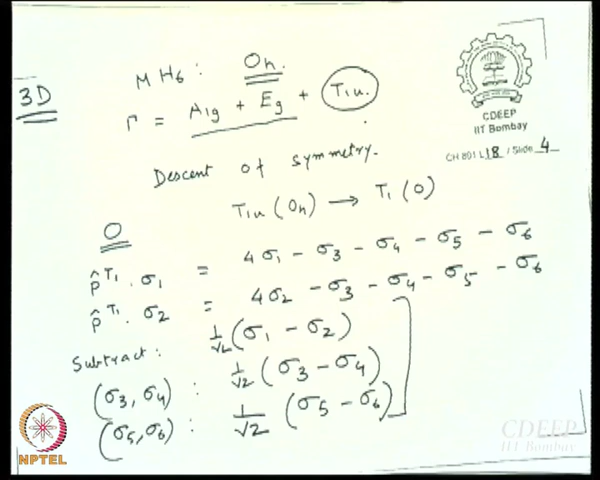 3D
MH6 : Oh.
Γ = A1g + Eg + T1u.
CDEEP
IIT Bombay
CH 801 L 18 / Slide 4
Descent of symmetry.
T1u (Oh) → T1 (O)
O
P̂^T1 . σ1 = 4σ1 - σ3 - σ4 - σ5 - σ6
P̂^T1 . σ2 = 4σ2 - σ3 - σ4 - σ5 - σ6
Subtract : 1/√2 (σ1 - σ2)
(σ3, σ4) : 1/√2 (σ3 - σ4)
(σ5, σ6) : 1/√2 (σ5 - σ6)
NPTEL
CDEEP
IIT Bombay